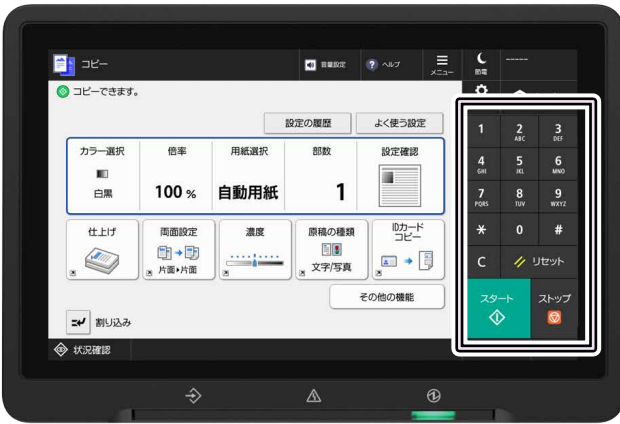 コピー
音量設定
ヘルプ
メニュー
節電
-----
コピーできます。
設定の履歴
よく使う設定
カラー選択
倍率
用紙選択
部数
設定確認
白黒
100 %
自動用紙
1
仕上げ
両面設定
濃度
原稿の種類
IDカード
コピー
片面▸片面
文字/写真
その他の機能
割り込み
状況確認
1
2
ABC
3
DEF
4
GHI
5
JKL
6
MNO
7
PQRS
8
TUV
9
WXYZ
*
0
#
C
リセット
スタート
ストップ